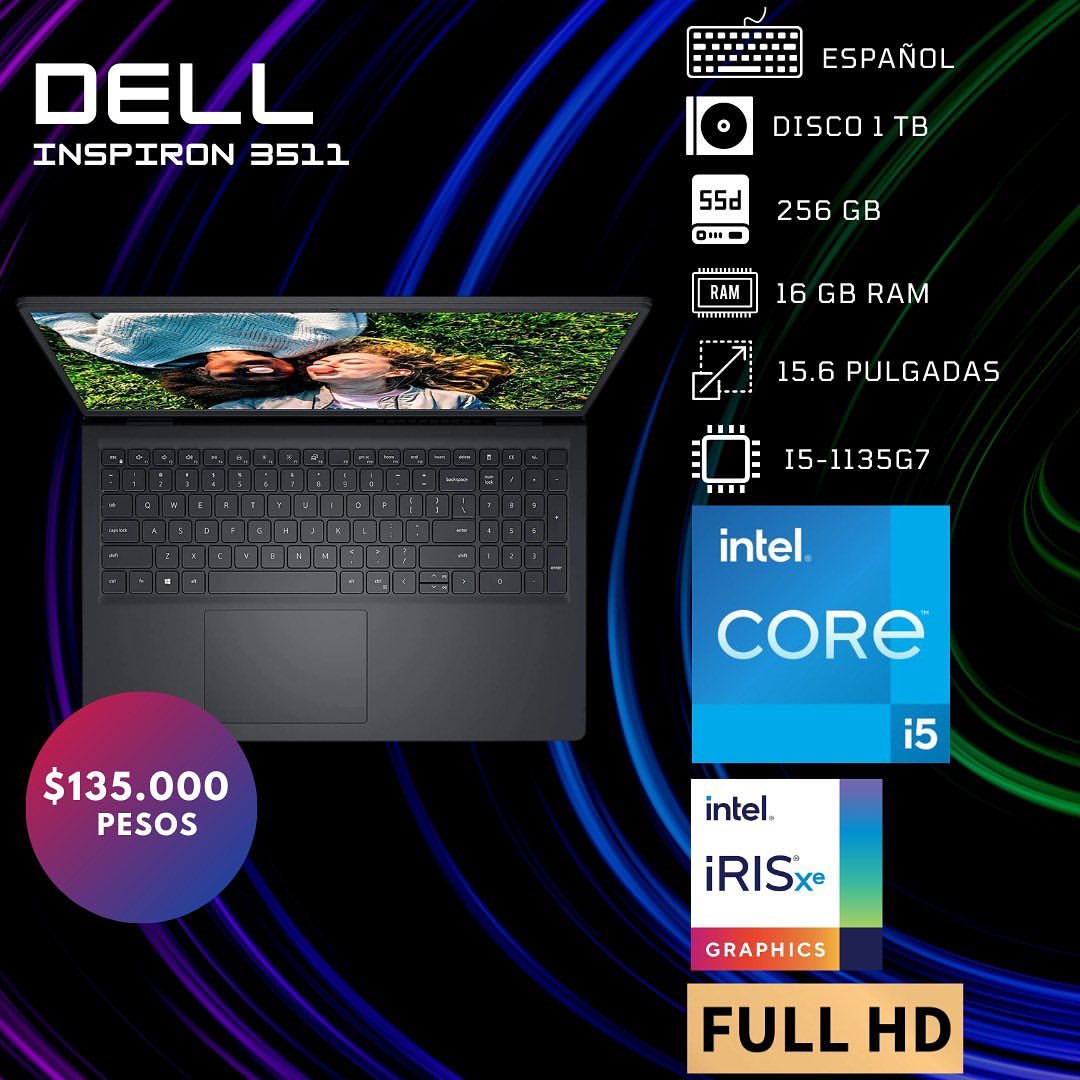 DELL
INSPIRON 3511
ESPAÑOL
DISCO 1 TB
SSd
256 GB
RAM
16 GB RAM
15.6 PULGADAS
I5-1135G7
intel.
CORe™
i5
$135.000
PESOS
intel.
iRISxe®
GRAPHICS
FULL HD